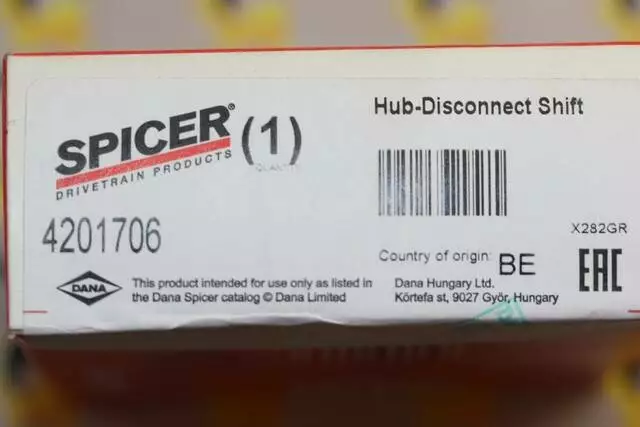 SPICER®
DRIVETRAIN PRODUCTS
(1)
Hub-Disconnect Shift
4201706
X282GR
Country of origin: BE
EAC
DANA
This product intended for use only as listed in
the Dana Spicer catalog © Dana Limited
Dana Hungary Ltd.
Körtefa st, 9027 Győr, Hungary